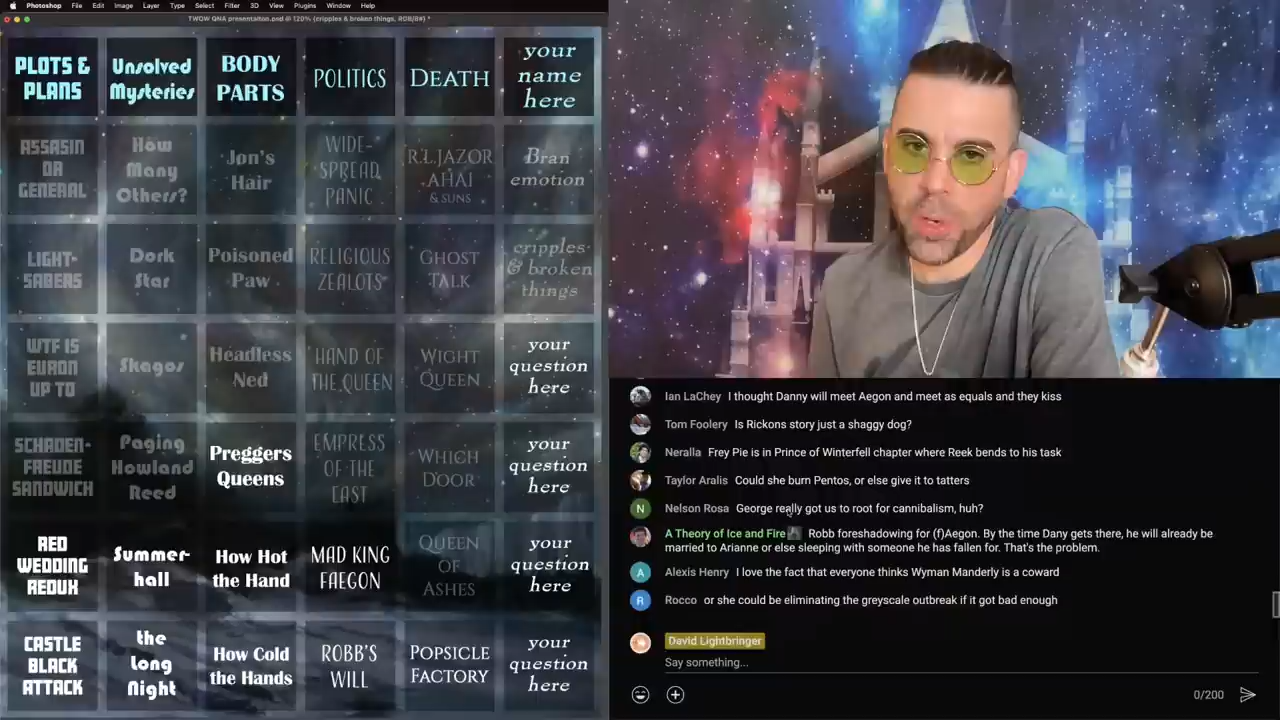 Photoshop File Edit Image Layer Type Select Filter 3D View Plugins Window Help
TWOW QNA presentaiton.psd @ 120% (cripples & broken things, RGB/8#) *
PLOTS &
PLANS
Unsolved
Mysteries
BODY
PARTS
POLITICS
DEATH
your
name
here
ASSASIN
OR
GENERAL
How
Many
Others?
Jon's
Hair
WIDE-
SPREAD
PANIC
R.L.JAZOR
AHAI
& SUNS
Bran
emotion
LIGHT-
SABERS
Dork
Star
Poisoned
Paw
RELIGIOUS
ZEALOTS
GHOST
TALK
cripples
& broken
things
WTF IS
EURON
UP TO
Skagos
Headless
Ned
HAND OF
THE QUEEN
WIGHT
QUEEN
your
question
here
SCHADEN-
FREUDE
SANDWICH
Paging
Howland
Reed
Preggers
Queens
EMPRESS
OF THE
EAST
WHICH
DOOR
your
question
here
RED
WEDDING
REDUX
Summer-
hall
How Hot
the Hand
MAD KING
FAEGON
QUEEN
OF
ASHES
your
question
here
CASTLE
BLACK
ATTACK
the
Long
Night
How Cold
the Hands
ROBB'S
WILL
POPSICLE
FACTORY
your
question
here
Ian LaChey I thought Danny will meet Aegon and meet as equals and they kiss
Tom Foolery Is Rickons story just a shaggy dog?
Neralla Frey Pie is in Prince of Winterfell chapter where Reek bends to his task
Taylor Aralis Could she burn Pentos, or else give it to tatters
N Nelson Rosa George really got us to root for cannibalism, huh?
A Theory of Ice and Fire Robb foreshadowing for (f)Aegon. By the time Dany gets there, he will already be
married to Arianne or else sleeping with someone he has fallen for. That's the problem.
A Alexis Henry I love the fact that everyone thinks Wyman Manderly is a coward
R Rocco or she could be eliminating the greyscale outbreak if it got bad enough
David Lightbringer
Say something...
0/200